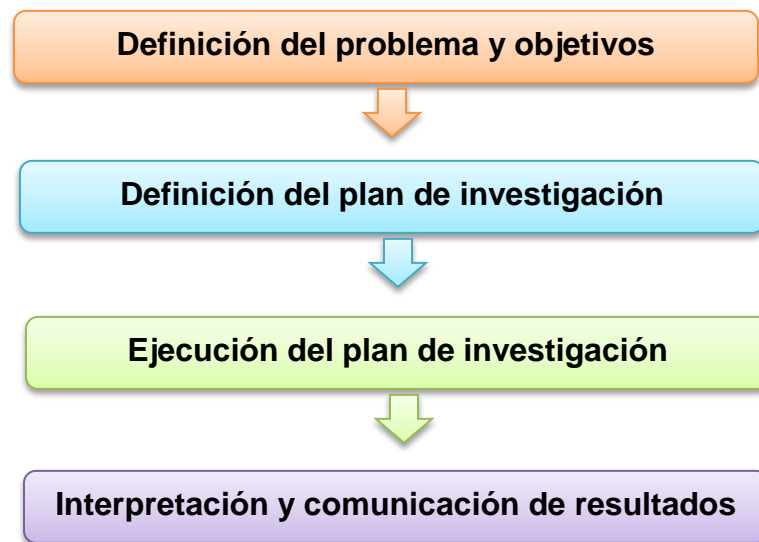 Definición del problema y objetivos
Definición del plan de investigación
Ejecución del plan de investigación
Interpretación y comunicación de resultados